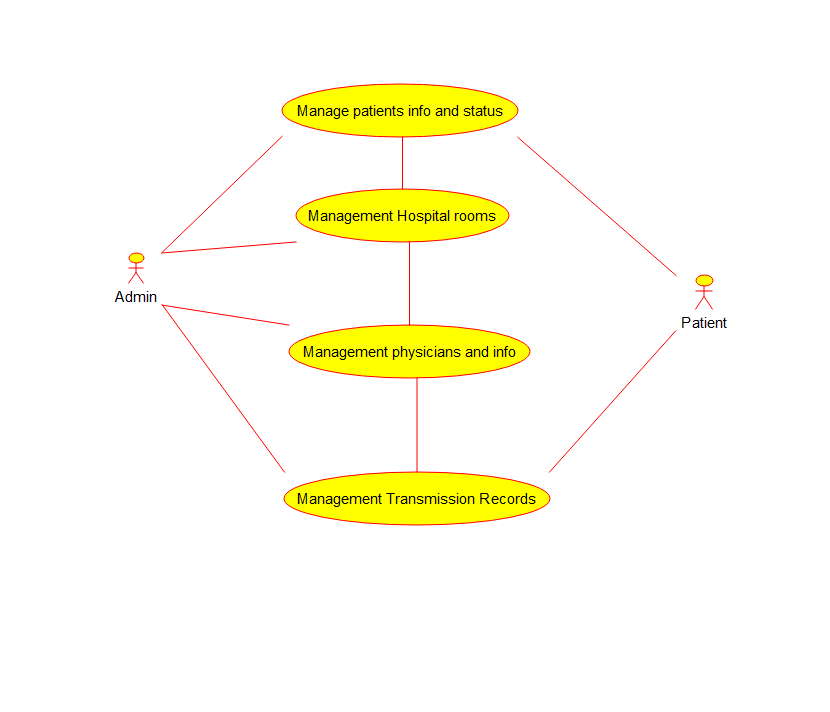 Manage patients info and status
Management Hospital rooms
Admin
Patient
Management physicians and info
Management Transmission Records